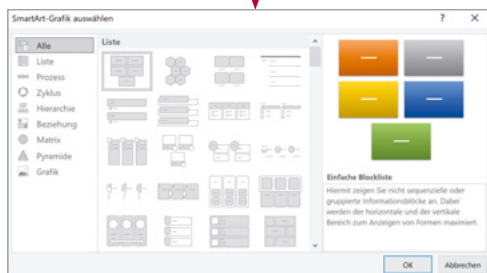 SmartArt-Grafik auswählen
Alle
Liste
Prozess
Zyklus
Hierarchie
Beziehung
Matrix
Pyramide
Grafik
Liste
Einfache Blockliste
Hiermit zeigen Sie nicht sequenzielle oder
gruppierte Informationsblöcke an. Dabei
werden der horizontale und der vertikale
Bereich zum Anzeigen von Formen maximiert.
OK
Abbrechen